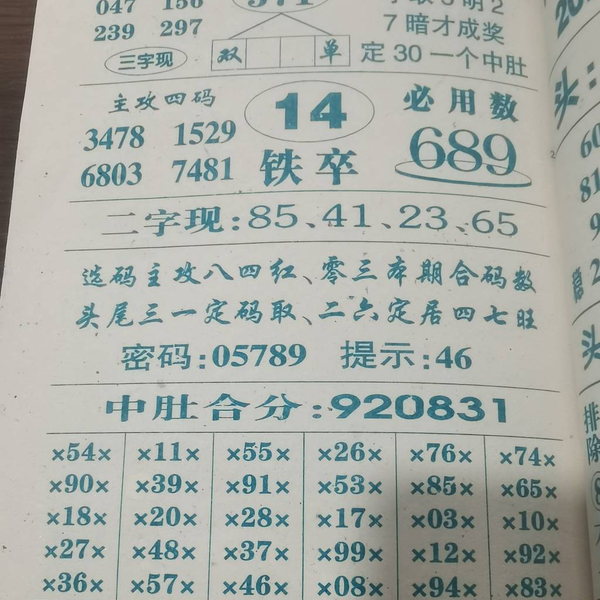 047 156
239 297
三字现
双 单
7暗才成奖
定30一个中肚
主攻四码
3478 1529
6803 7481
14
铁卒
必用数
689
二字现:85、41、23、65
选码主攻八四红、零三本期合码数
头尾三一定码取、二六定居四七旺
密码:05789 提示:46
中肚合分:920831
×54× ×11× ×55× ×26× ×76× ×74×
×90× ×39× ×91× ×53× ×85× ×65×
×18× ×20× ×28× ×17× ×03× ×10×
×27× ×48× ×37× ×99× ×12× ×92×
×36× ×57× ×46× ×08× ×94× ×83×
头:
稳
头
排
除